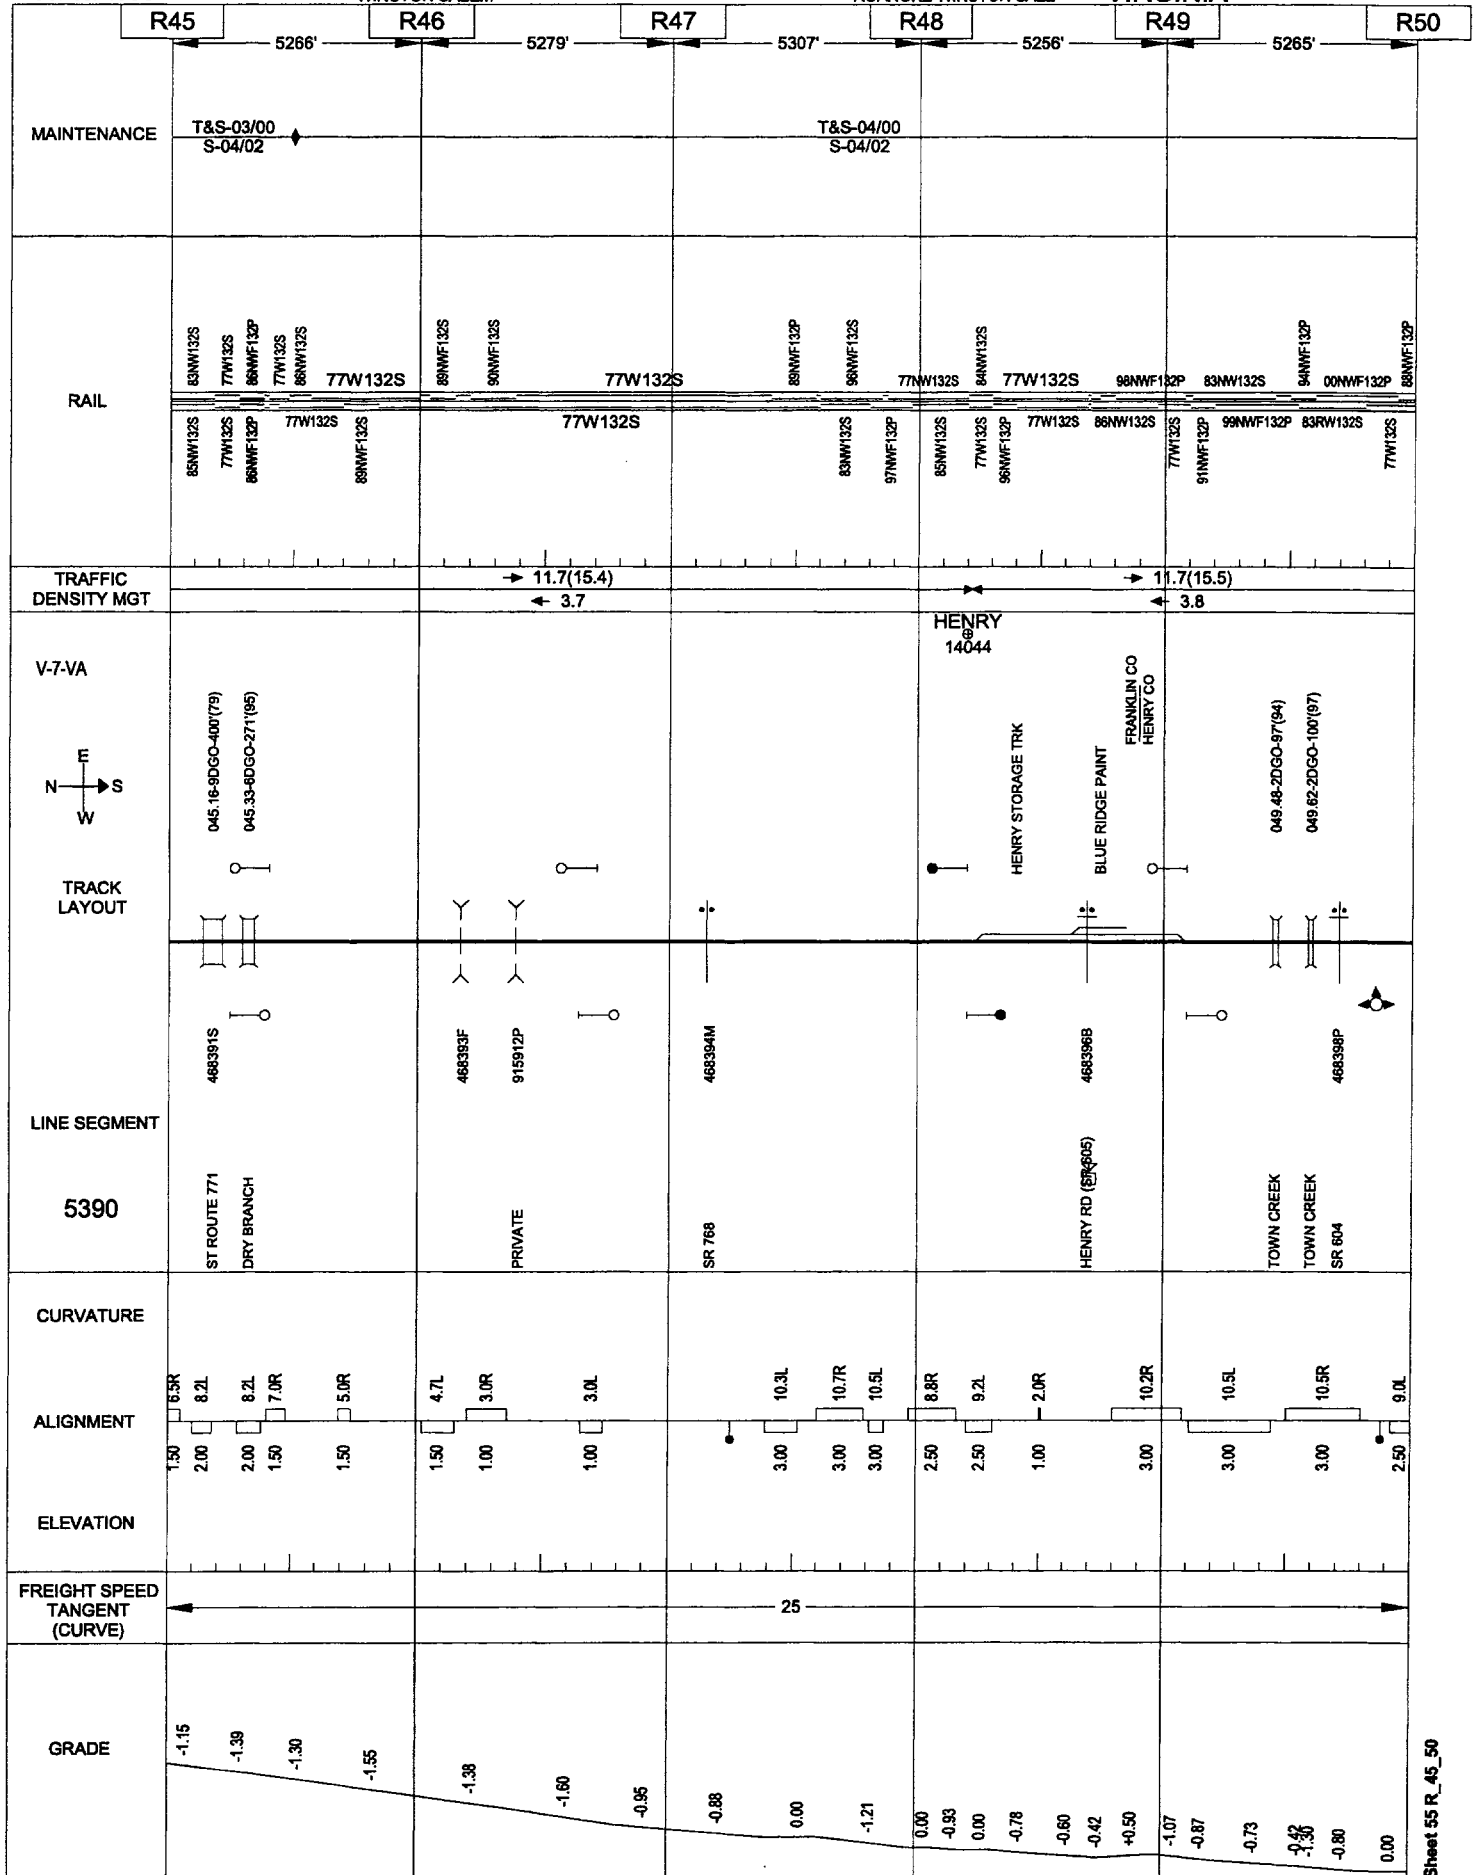 R45 R46 R47 R48 R49 R50
5266' 5279' 5307' 5256' 5265'
MAINTENANCE
T&S-03/00
S-04/02
T&S-04/00
S-04/02
RAIL
83NW132S
77W132S
86NWF132P
77W132S
86NW132S
77W132S
89NWF132S
90NWF132S
77W132S
89NWF132P
96NWF132S
77NW132S
84NW132S
77W132S
98NWF132P
83NW132S
94NWF132P
00NWF132P
88NWF132P
85NW132S
77W132S
86NWF132P
77W132S
89NWF132S
77W132S
83NW132S
97NWF132P
85NW132S
77W132S
96NWF132P
77W132S
86NW132S
77W132S
91NWF132P
99NWF132P
83RW132S
77W132S
TRAFFIC
DENSITY MGT
11.7(15.4)
3.7
11.7(15.5)
3.8
HENRY
14044
V-7-VA
E
N S
W
045.16-9DGO-400'(79)
045.33-6DGO-271'(95)
HENRY STORAGE TRK
BLUE RIDGE PAINT
FRANKLIN CO
HENRY CO
049.48-2DGO-97'(94)
049.62-2DGO-100'(97)
TRACK
LAYOUT
468391S
468393F
915912P
468394M
468396B
468398P
LINE SEGMENT
5390
ST ROUTE 771
DRY BRANCH
PRIVATE
SR 768
HENRY RD (SR 605)
TOWN CREEK
TOWN CREEK
SR 604
CURVATURE
6.5R 8.2L 8.2L 7.0R 5.0R 4.7L 3.0R 3.0L 10.3L 10.7R 10.5L 8.8R 9.2L 2.0R 10.2R 10.5L 10.5R 9.0L
ALIGNMENT
1.50 2.00 2.00 1.50 1.50 1.50 1.00 1.00 3.00 3.00 3.00 2.50 2.50 1.00 3.00 3.00 3.00 2.50
ELEVATION
FREIGHT SPEED
TANGENT
(CURVE)
25
GRADE
-1.15 -1.39 -1.30 -1.55 -1.38 -1.60 -0.95 -0.88 0.00 -1.21 0.00 -0.93 0.00 -0.78 -0.60 -0.42 +0.50 -1.07 -0.87 -0.73 -0.42 -1.30 -0.80 0.00
Sheet 55 R_45_50